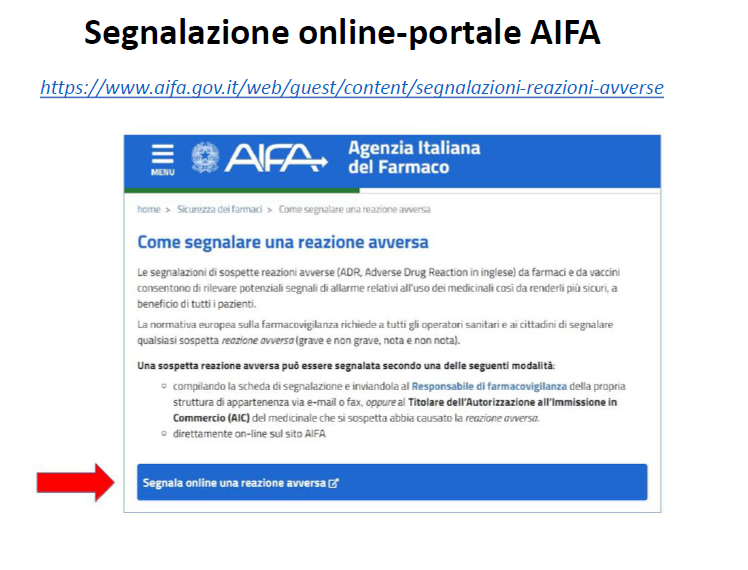 Segnalazione online-portale AIFA
https://www.aifa.gov.it/web/guest/content/segnalazioni-reazioni-avverse
MENU
AIFA
Agenzia Italiana
del Farmaco
home > Sicurezza dei farmaci > Come segnalare una reazione avversa
Come segnalare una reazione avversa
Le segnalazioni di sospette reazioni avverse (ADR, Adverse Drug Reaction in inglese) da farmaci e da vaccini
consentono di rilevare potenziali segnali di allarme relativi all'uso dei medicinali così da renderli più sicuri, a
beneficio di tutti i pazienti.
La normativa europea sulla farmacovigilanza richiede a tutti gli operatori sanitari e ai cittadini di segnalare
qualsiasi sospetta reazione avversa (grave e non grave, nota e non nota).
Una sospetta reazione avversa può essere segnalata secondo una delle seguenti modalità:
compilando la scheda di segnalazione e inviandola al Responsabile di farmacovigilanza della propria
struttura di appartenenza via e-mail o fax, oppure al Titolare dell'Autorizzazione all'Immissione in
Commercio (AIC) del medicinale che si sospetta abbia causato la reazione avversa.
direttamente on-line sul sito AIFA
Segnala online una reazione avversa